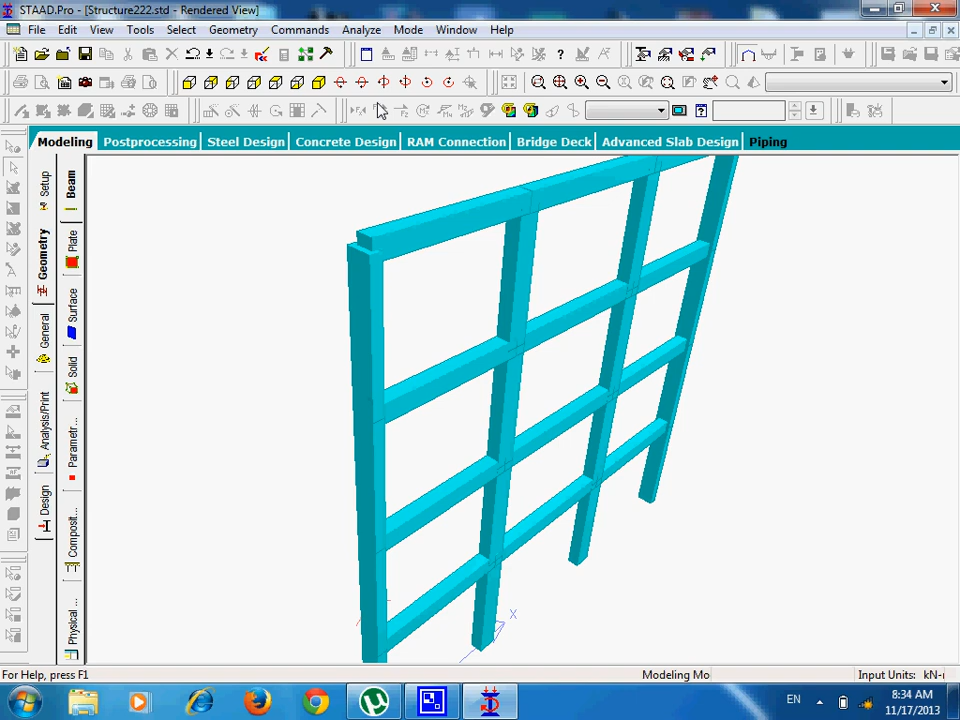 STAAD.Pro - [Structure222.std - Rendered View]
File Edit View Tools Select Geometry Commands Analyze Mode Window Help
Modeling Postprocessing Steel Design Concrete Design RAM Connection Bridge Deck Advanced Slab Design Piping
Setup
Geometry
General
Analysis/Print
Design
Beam
Plate
Surface
Solid
Parametr...
Composit...
Physical ...
X
For Help, press F1
Modeling Mo
Input Units: kN-
EN
8:34 AM
11/17/2013